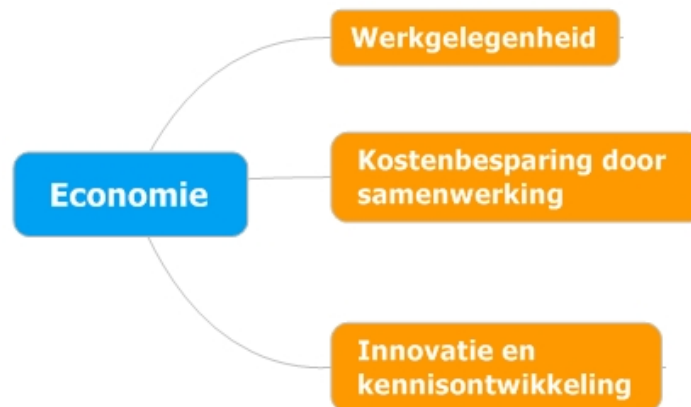 Werkgelegenheid
Kostenbesparing door
samenwerking
Economie
Innovatie en
kennisontwikkeling